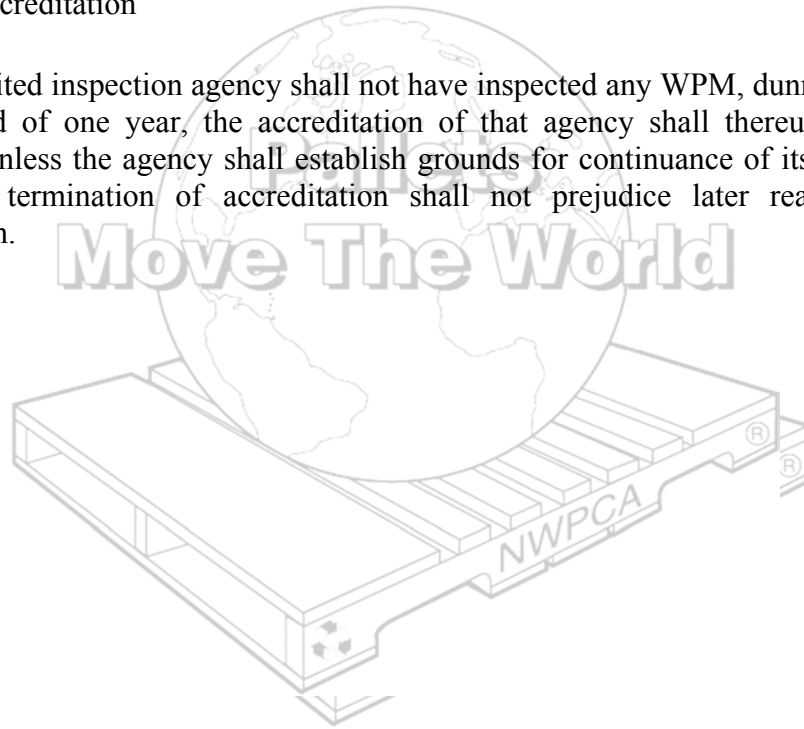 creditation
ited inspection agency shall not have inspected any WPM, dunn
d of one year, the accreditation of that agency shall thereu
nless the agency shall establish grounds for continuance of its
termination of accreditation shall not prejudice later rea
n.
Pallets
Move The World
NWPCA
®
®